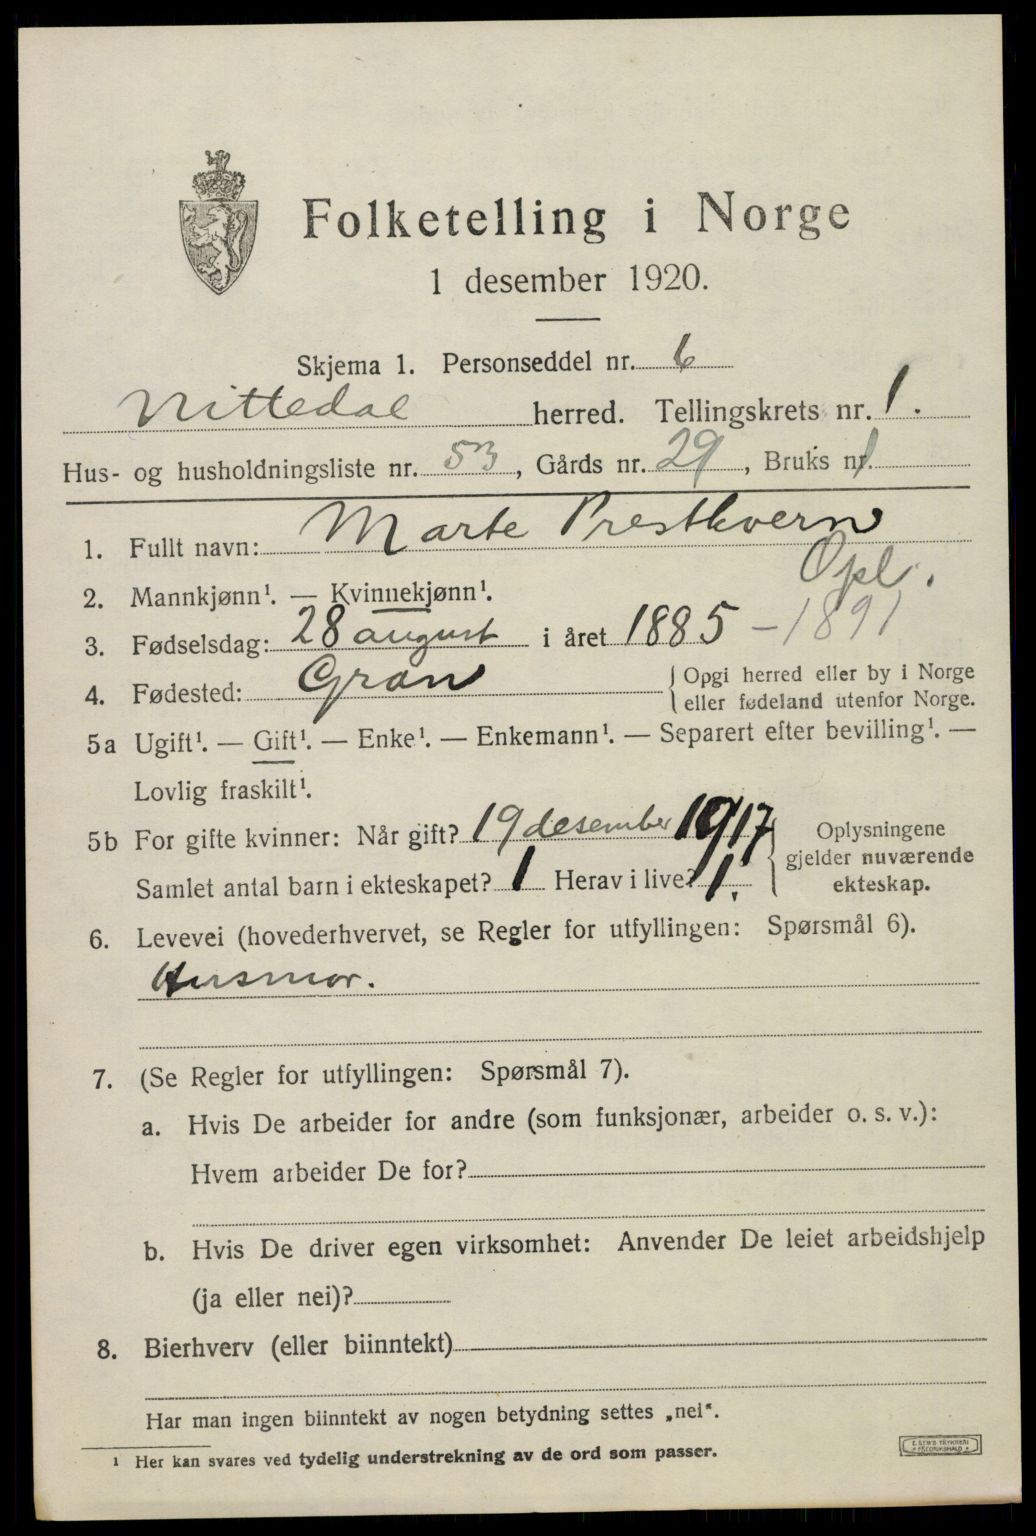 Folketelling i Norge
1 desember 1920.
Skjema 1. Personseddel nr. 6
Nittedal herred. Tellingskrets nr. 1.
Hus- og husholdningsliste nr. 53, Gårds nr. 29, Bruks nr. 1
1. Fullt navn: Marte Prestkvern
Opl.
2. Mannkjønn¹. — Kvinnekjønn¹.
3. Fødselsdag: 28 august i året 1885 - 1891
4. Fødested: Gran { Opgi herred eller by i Norge
eller fødeland utenfor Norge.
5a Ugift¹. — Gift¹. — Enke¹. — Enkemann¹. — Separert efter bevilling¹. —
Lovlig fraskilt¹.
5b For gifte kvinner: Når gift? 19 desember 1917
Samlet antal barn i ekteskapet? 1 Herav i live? 1.
Oplysningene
gjelder nuværende
ekteskap.
6. Levevei (hovederhvervet, se Regler for utfyllingen: Spørsmål 6).
Husmor.
7. (Se Regler for utfyllingen: Spørsmål 7).
a. Hvis De arbeider for andre (som funksjonær, arbeider o. s. v.):
Hvem arbeider De for?
b. Hvis De driver egen virksomhet: Anvender De leiet arbeidshjelp
(ja eller nei)?
8. Bierhverv (eller biinntekt)
Har man ingen biinntekt av nogen betydning settes „nei“.
¹ Her kan svares ved tydelig understrekning av de ord som passer.